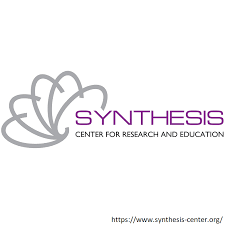 SYNTHESIS
CENTER FOR RESEARCH AND EDUCATION
https://www.synthesis-center.org/